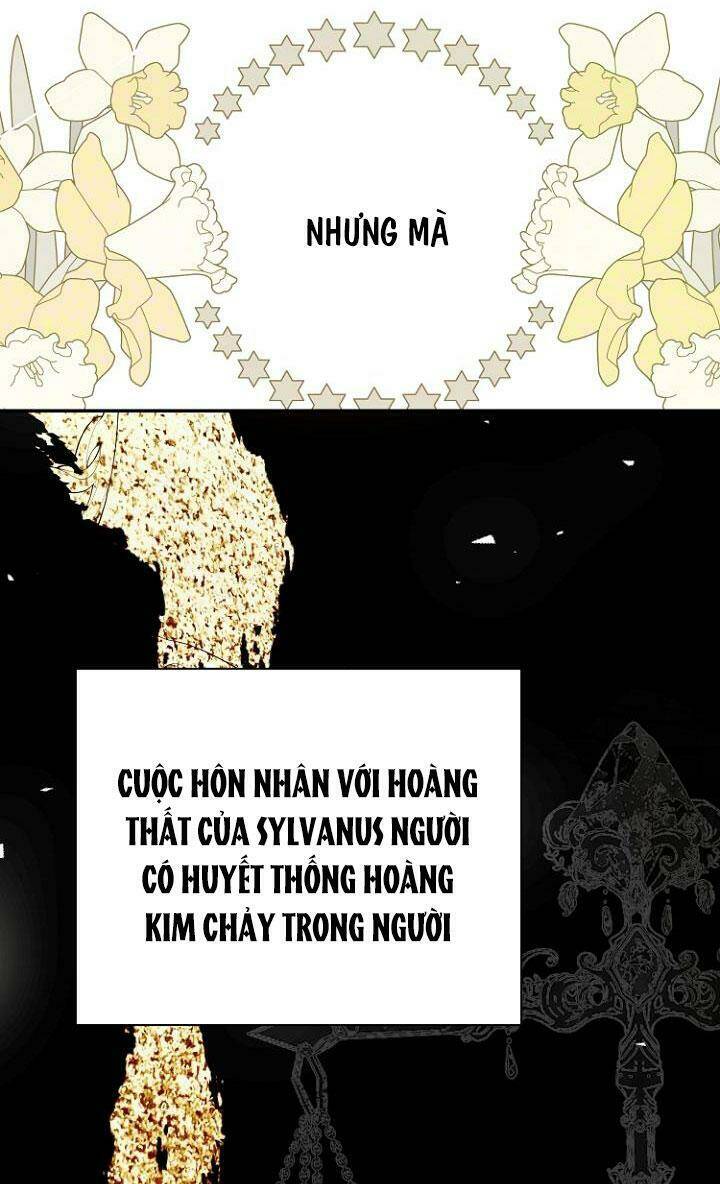 NHƯNG MÀ
CUỘC HÔN NHÂN VỚI HOÀNG
THẤT CỦA SYLVANUS NGƯỜI
CÓ HUYẾT THỐNG HOÀNG
KIM CHẢY TRONG NGƯỜI